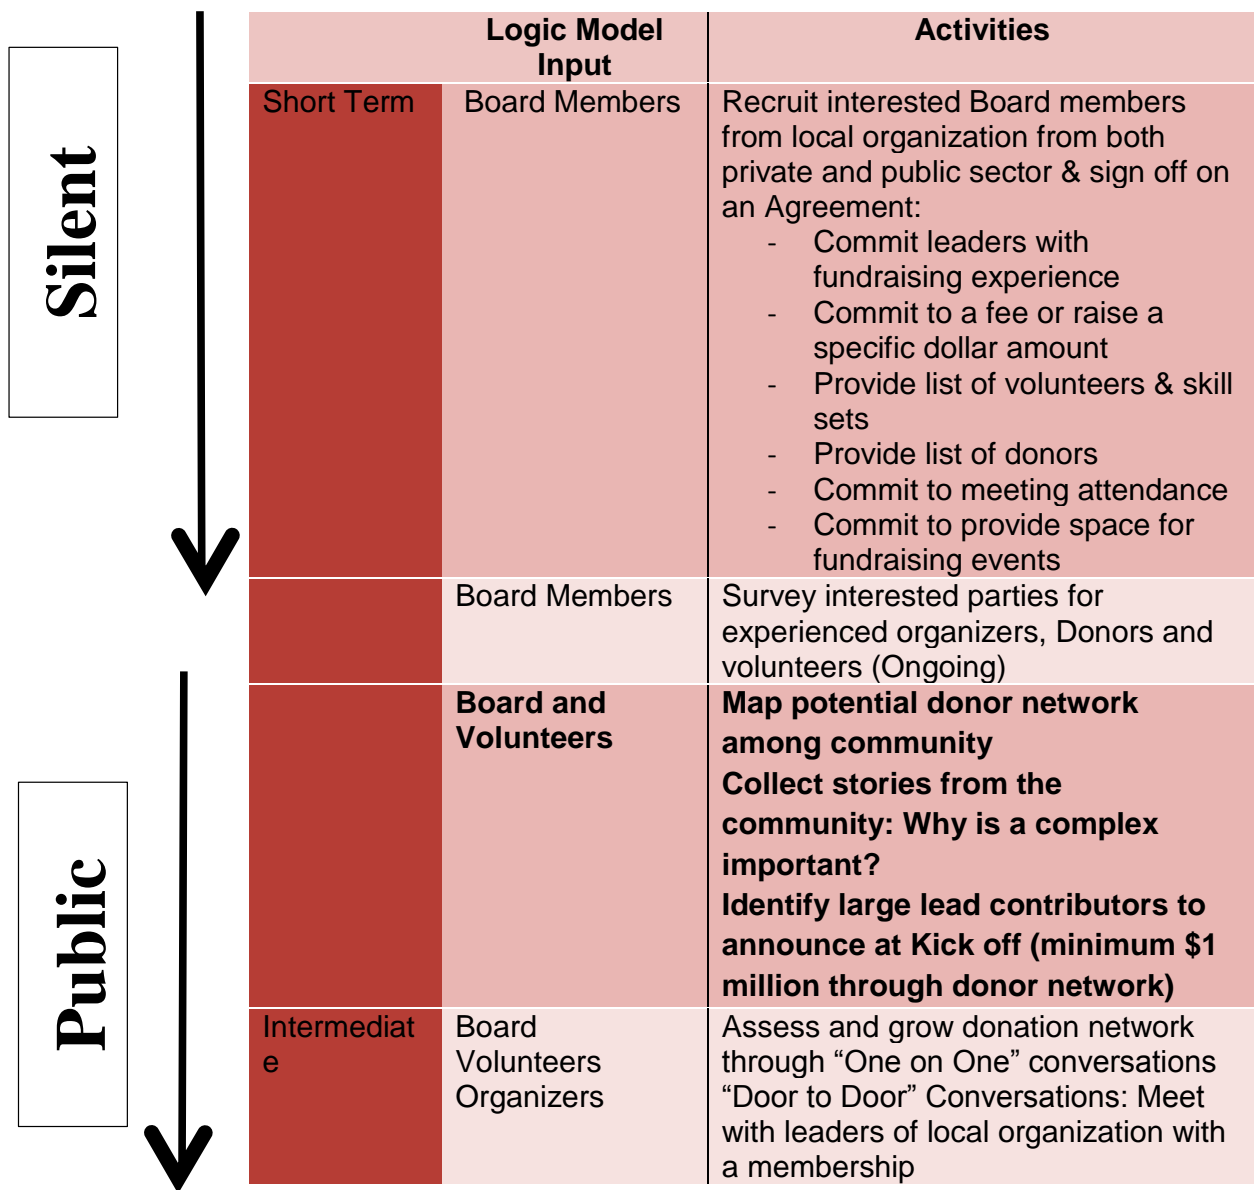 Silent
Public
Logic Model
Input
Activities
Short Term
Board Members
Recruit interested Board members
from local organization from both
private and public sector & sign off on
an Agreement:
- Commit leaders with
fundraising experience
- Commit to a fee or raise a
specific dollar amount
- Provide list of volunteers & skill
sets
- Provide list of donors
- Commit to meeting attendance
- Commit to provide space for
fundraising events
Board Members
Survey interested parties for
experienced organizers, Donors and
volunteers (Ongoing)
Board and
Volunteers
Map potential donor network
among community
Collect stories from the
community: Why is a complex
important?
Identify large lead contributors to
announce at Kick off (minimum $1
million through donor network)
Intermediat
e
Board
Volunteers
Organizers
Assess and grow donation network
through “One on One” conversations
“Door to Door” Conversations: Meet
with leaders of local organization with
a membership